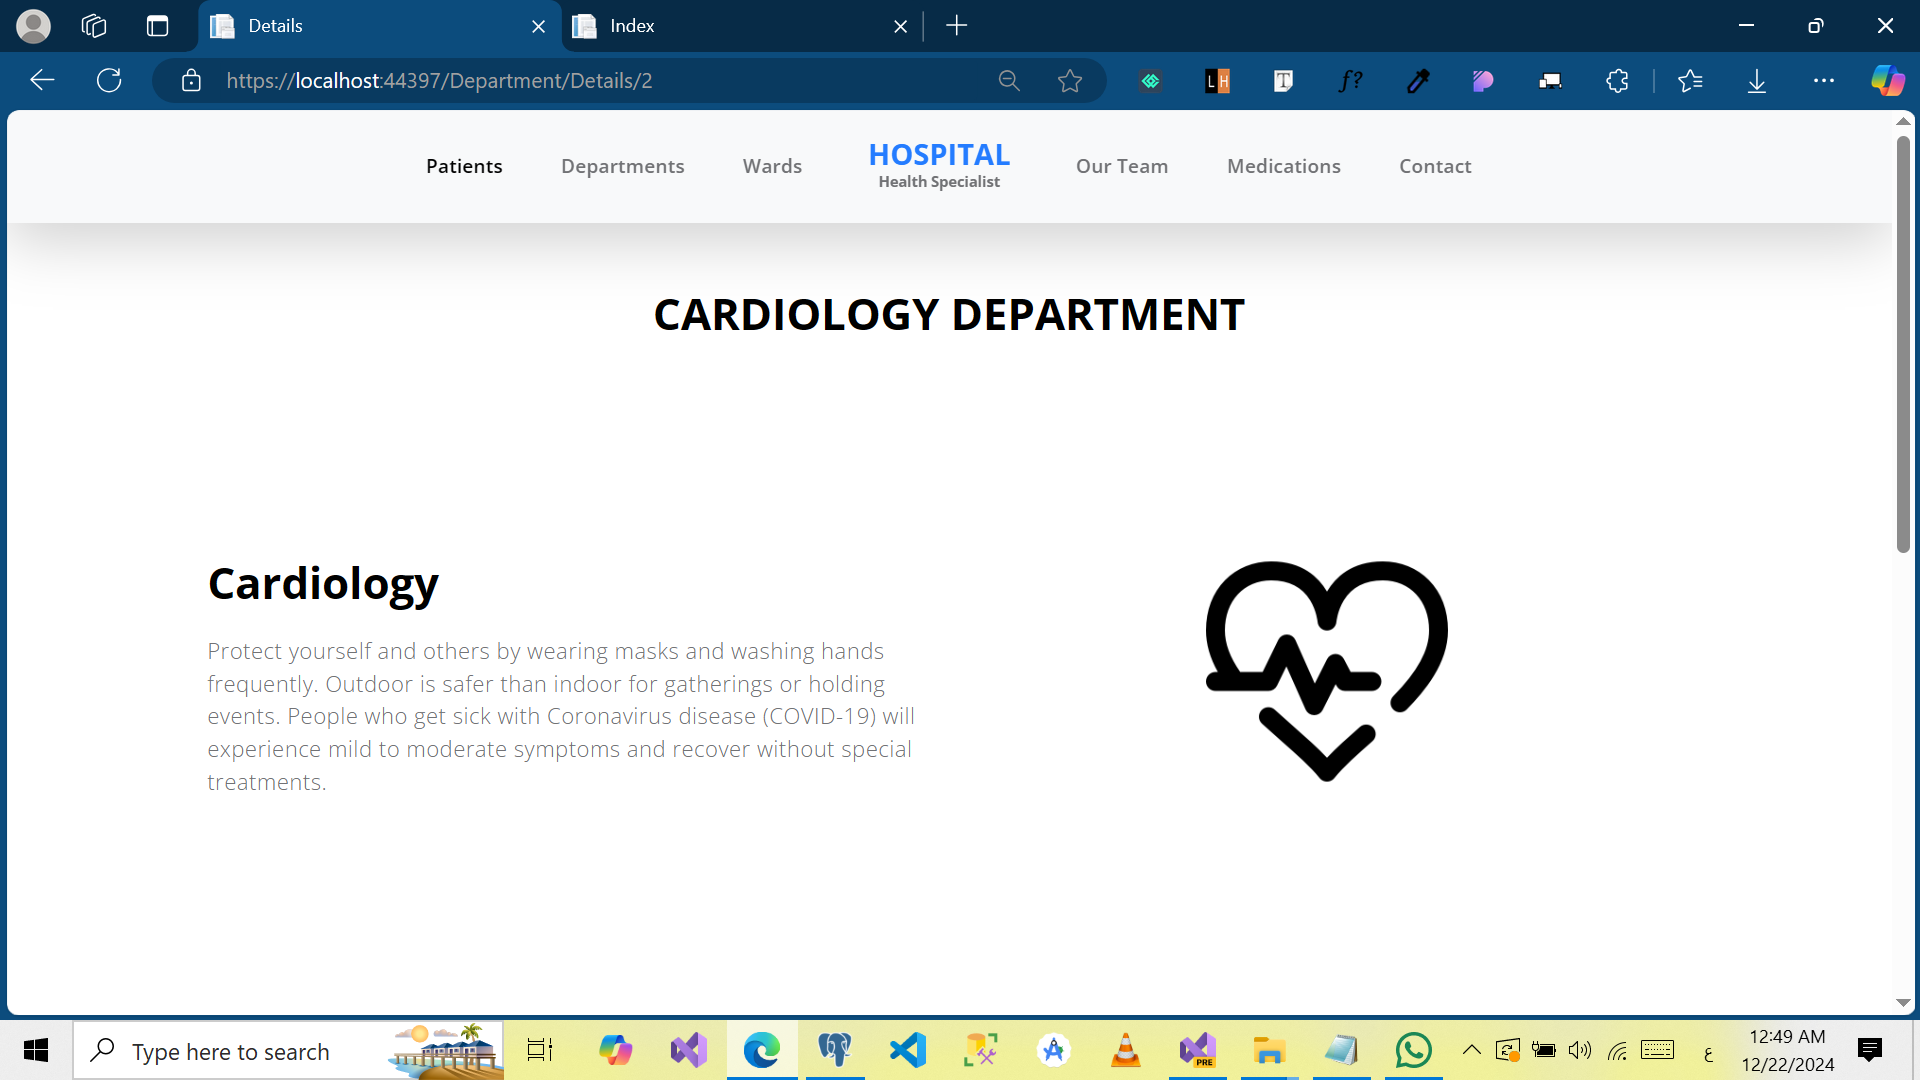 Details
Index
https://localhost:44397/Department/Details/2
L H
T
f?
Patients
Departments
Wards
HOSPITAL
Health Specialist
Our Team
Medications
Contact
CARDIOLOGY DEPARTMENT
Cardiology
Protect yourself and others by wearing masks and washing hands
frequently. Outdoor is safer than indoor for gatherings or holding
events. People who get sick with Coronavirus disease (COVID-19) will
experience mild to moderate symptoms and recover without special
treatments.
Type here to search
PRE
ع
12:49 AM
12/22/2024